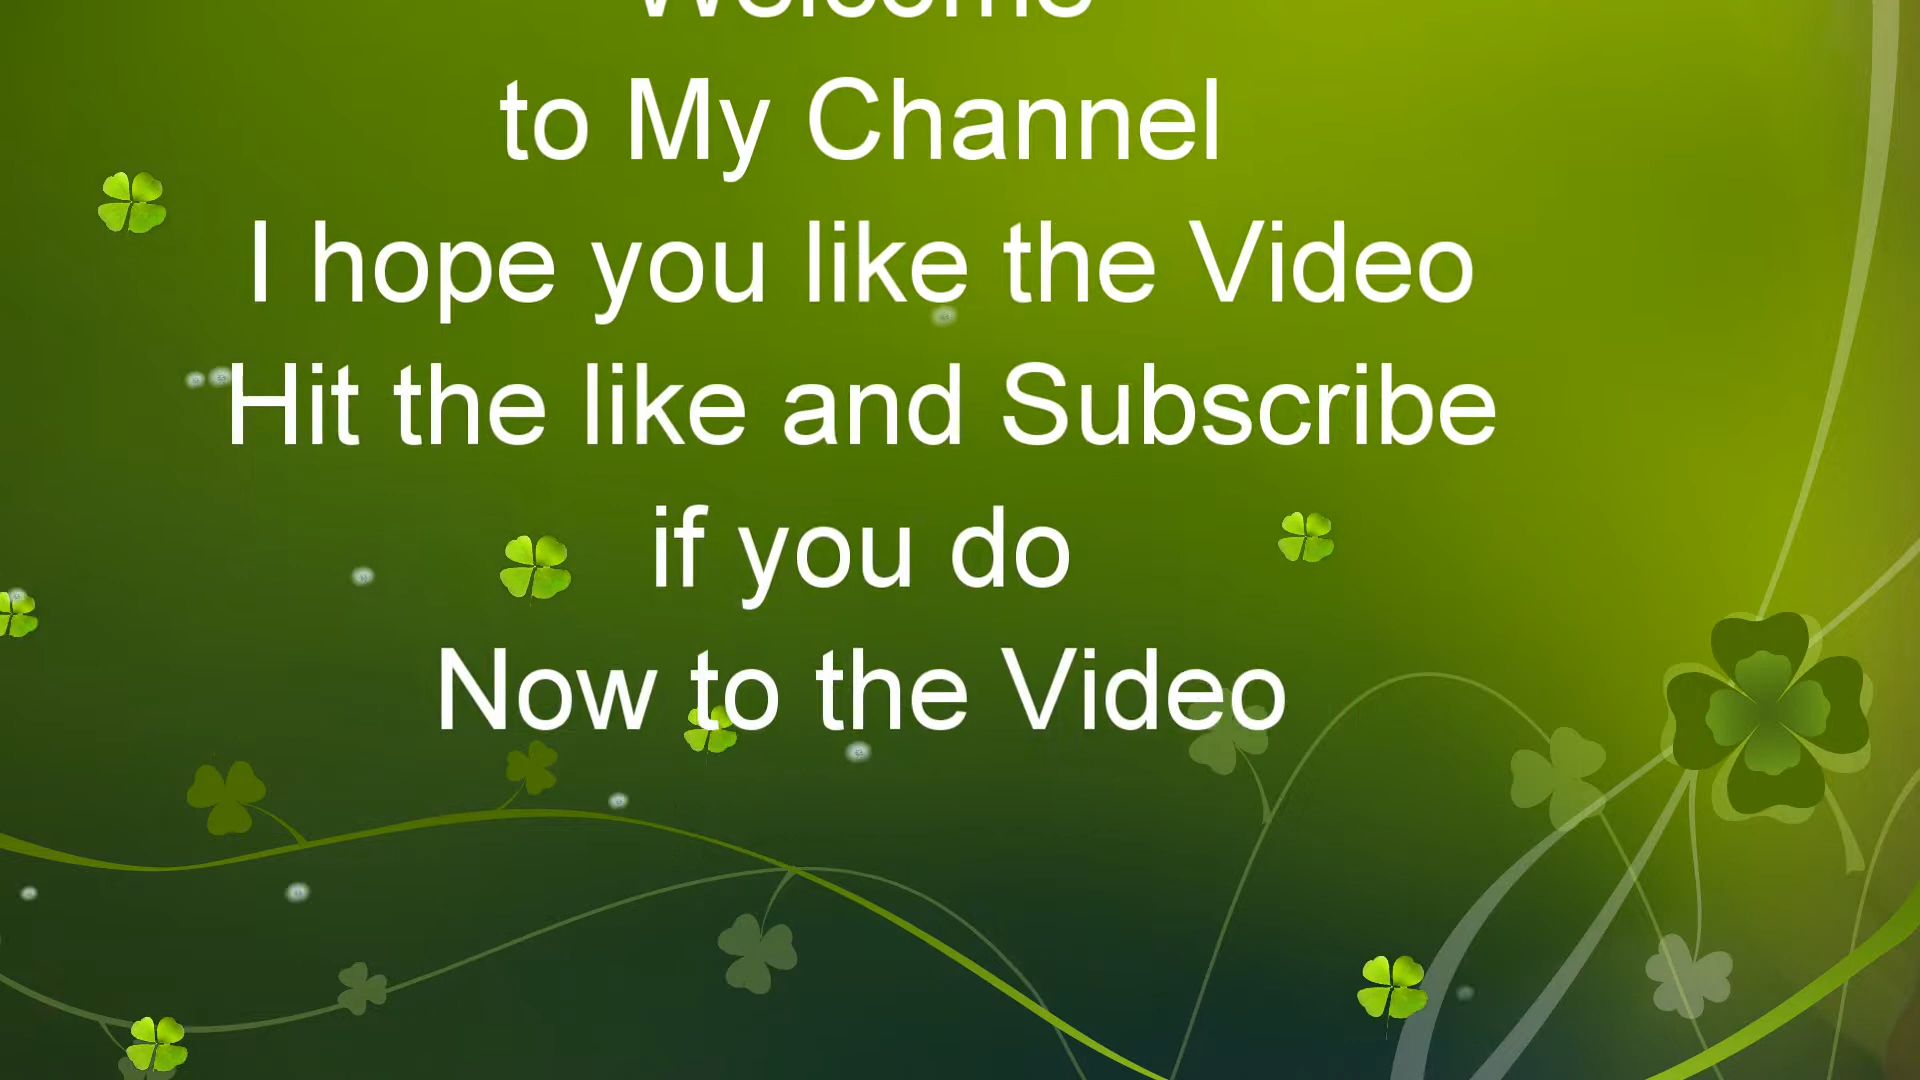 Welcome
to My Channel
I hope you like the Video
Hit the like and Subscribe
if you do
Now to the Video